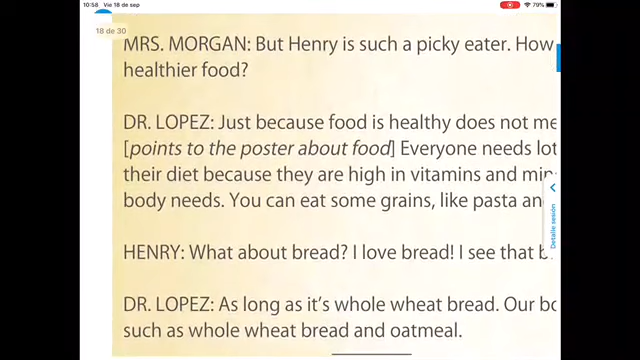 10:58 Vie 18 de sep
79%
18 de 30
MRS. MORGAN: But Henry is such a picky eater. How
healthier food?
DR. LOPEZ: Just because food is healthy does not me
[points to the poster about food] Everyone needs lot
their diet because they are high in vitamins and min
body needs. You can eat some grains, like pasta an
Detalle sesión
HENRY: What about bread? I love bread! I see that b
DR. LOPEZ: As long as it's whole wheat bread. Our bo
such as whole wheat bread and oatmeal.